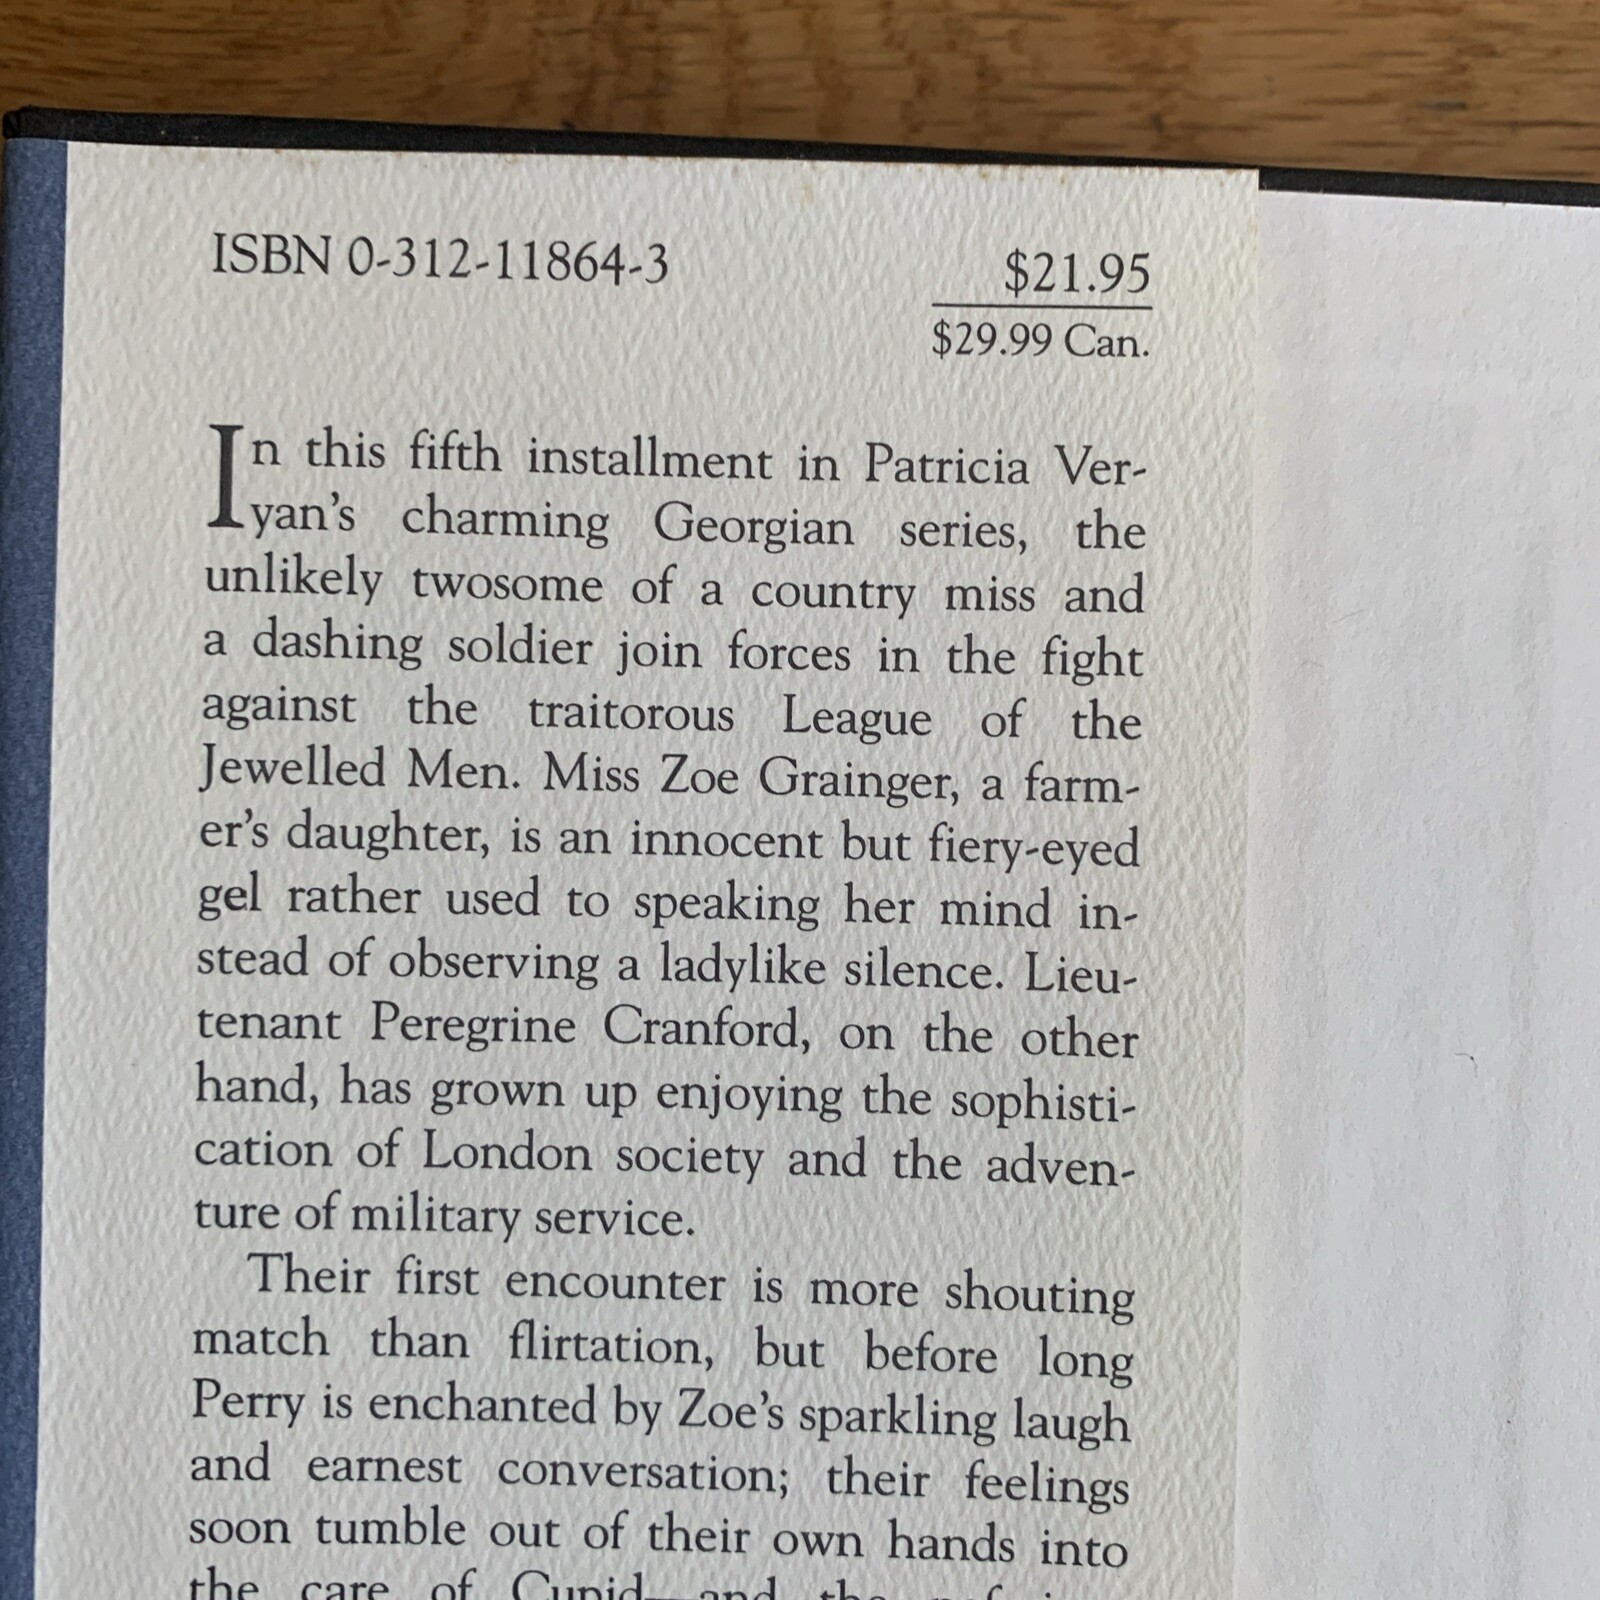 ISBN 0-312-11864-3
$21.95
$29.99 Can.
In this fifth installment in Patricia Ver-
yan's charming Georgian series, the
unlikely twosome of a country miss and
a dashing soldier join forces in the fight
against the traitorous League of the
Jewelled Men. Miss Zoe Grainger, a farm-
er's daughter, is an innocent but fiery-eyed
gel rather used to speaking her mind in-
stead of observing a ladylike silence. Lieu-
tenant Peregrine Cranford, on the other
hand, has grown up enjoying the sophisti-
cation of London society and the adven-
ture of military service.
Their first encounter is more shouting
match than flirtation, but before long
Perry is enchanted by Zoe's sparkling laugh
and earnest conversation; their feelings
soon tumble out of their own hands into
the care of Cupid—and the